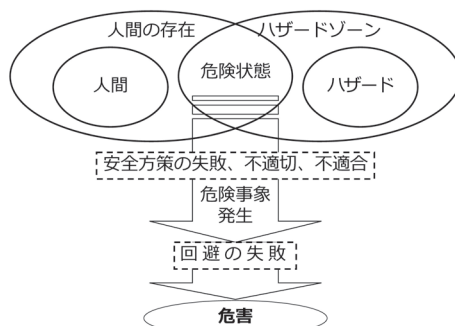 人間の存在
ハザードゾーン
危険状態
人間
ハザード
安全方策の失敗、不適切、不適合
危険事象
発生
回避の失敗
危害